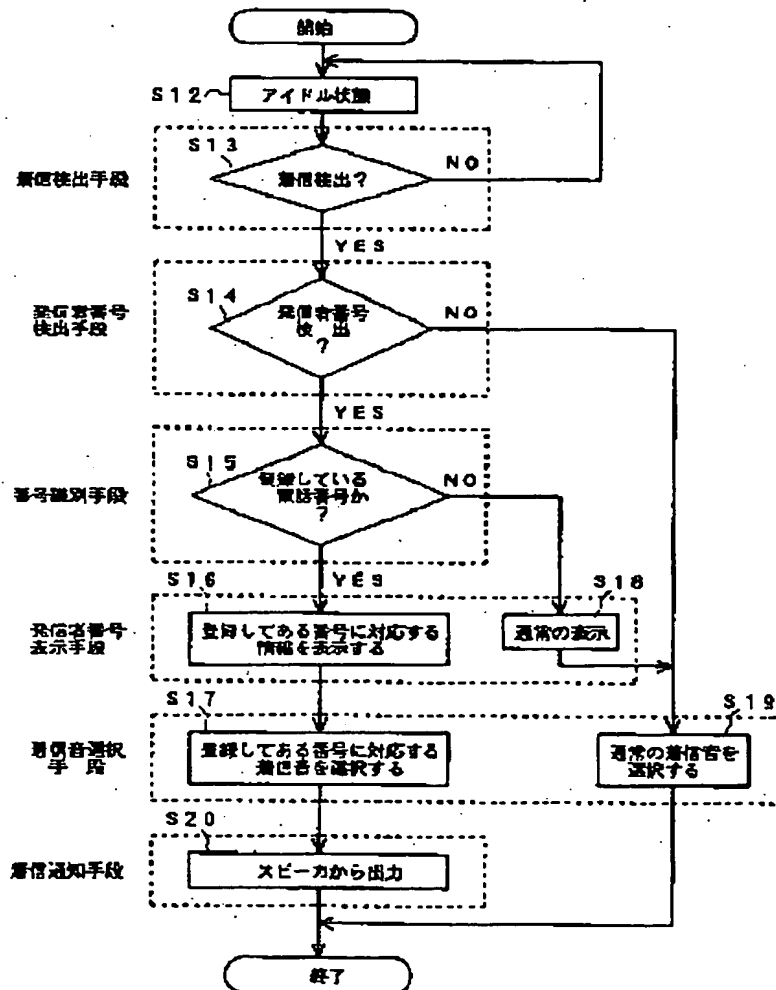 開始
S12
アイドル状態
S13
着信検出手段
着信検出？
NO
YES
S14
発信者番号
検出手段
発信者番号
検出
？
NO
YES
S15
番号識別手段
登録している
電話番号か
？
NO
YES
S16
S18
発信者番号
表示手段
登録してある番号に対応する
情報を表示する
通常の表示
S17
S19
着信音選択
手段
登録してある番号に対応する
着信音を選択する
通常の着信音を
選択する
S20
着信通知手段
スピーカから出力
終了